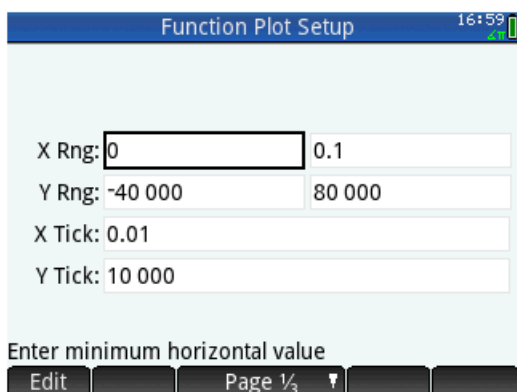 Function Plot Setup 16:59
∡π
X Rng: 0 0.1
Y Rng: -40 000 80 000
X Tick: 0.01
Y Tick: 10 000
Enter minimum horizontal value
Edit Page ⅓